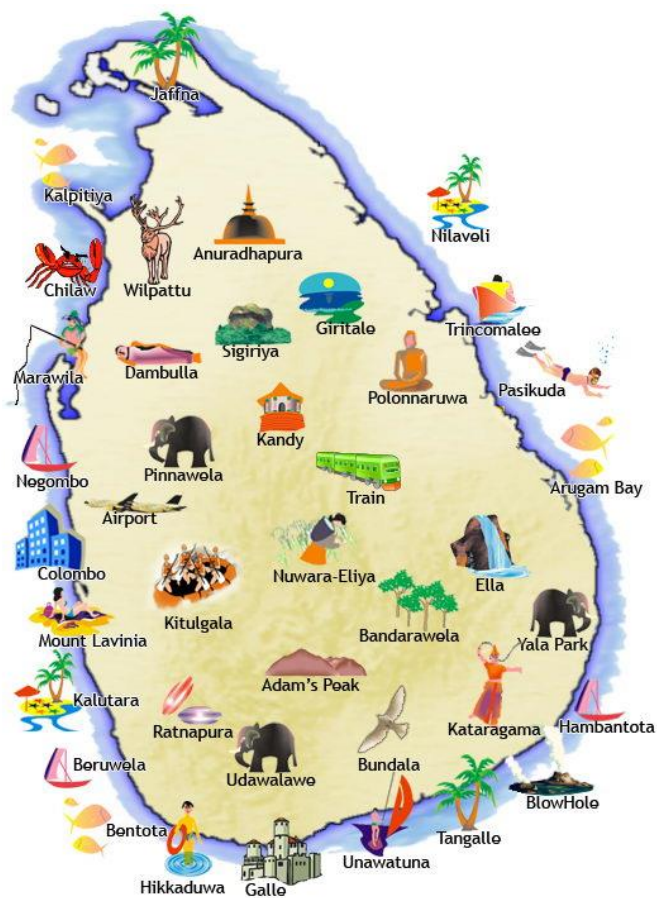 Jaffna
Kalpitiya
Nilaveli
Anuradhapura
Chilaw
Wilpattu
Giritale
Trincomalee
Sigiriya
Marawila
Dambulla
Polonnaruwa
Pasikuda
Kandy
Pinnawela
Negombo
Train
Arugam Bay
Airport
Colombo
Nuwara-Eliya
Ella
Kitulgala
Mount Lavinia
Bandarawela
Yala Park
Adam's Peak
Kalutara
Ratnapura
Kataragama
Hambantota
Beruwela
Udawalawe
Bundala
BlowHole
Bentota
Tangalle
Unawatuna
Hikkaduwa
Galle